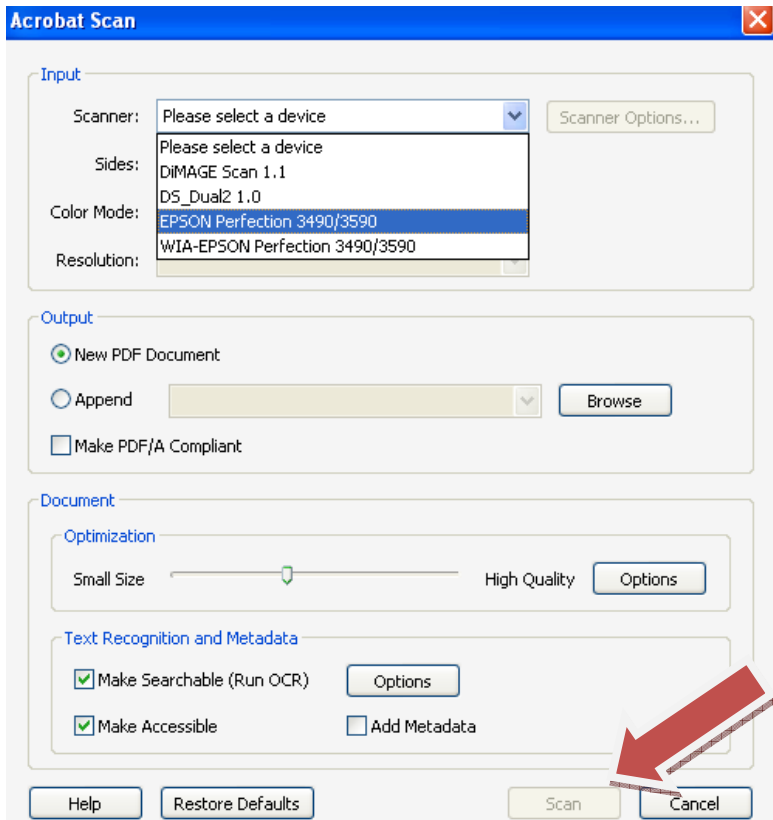 Acrobat Scan
Input
Scanner: Please select a device Scanner Options...
Please select a device
DiMAGE Scan 1.1
Sides:
DS_Dual2 1.0
Color Mode: EPSON Perfection 3490/3590
WIA-EPSON Perfection 3490/3590
Resolution:
Output
New PDF Document
Append Browse
Make PDF/A Compliant
Document
Optimization
Small Size High Quality Options
Text Recognition and Metadata
Make Searchable (Run OCR) Options
Make Accessible Add Metadata
Help Restore Defaults Scan Cancel